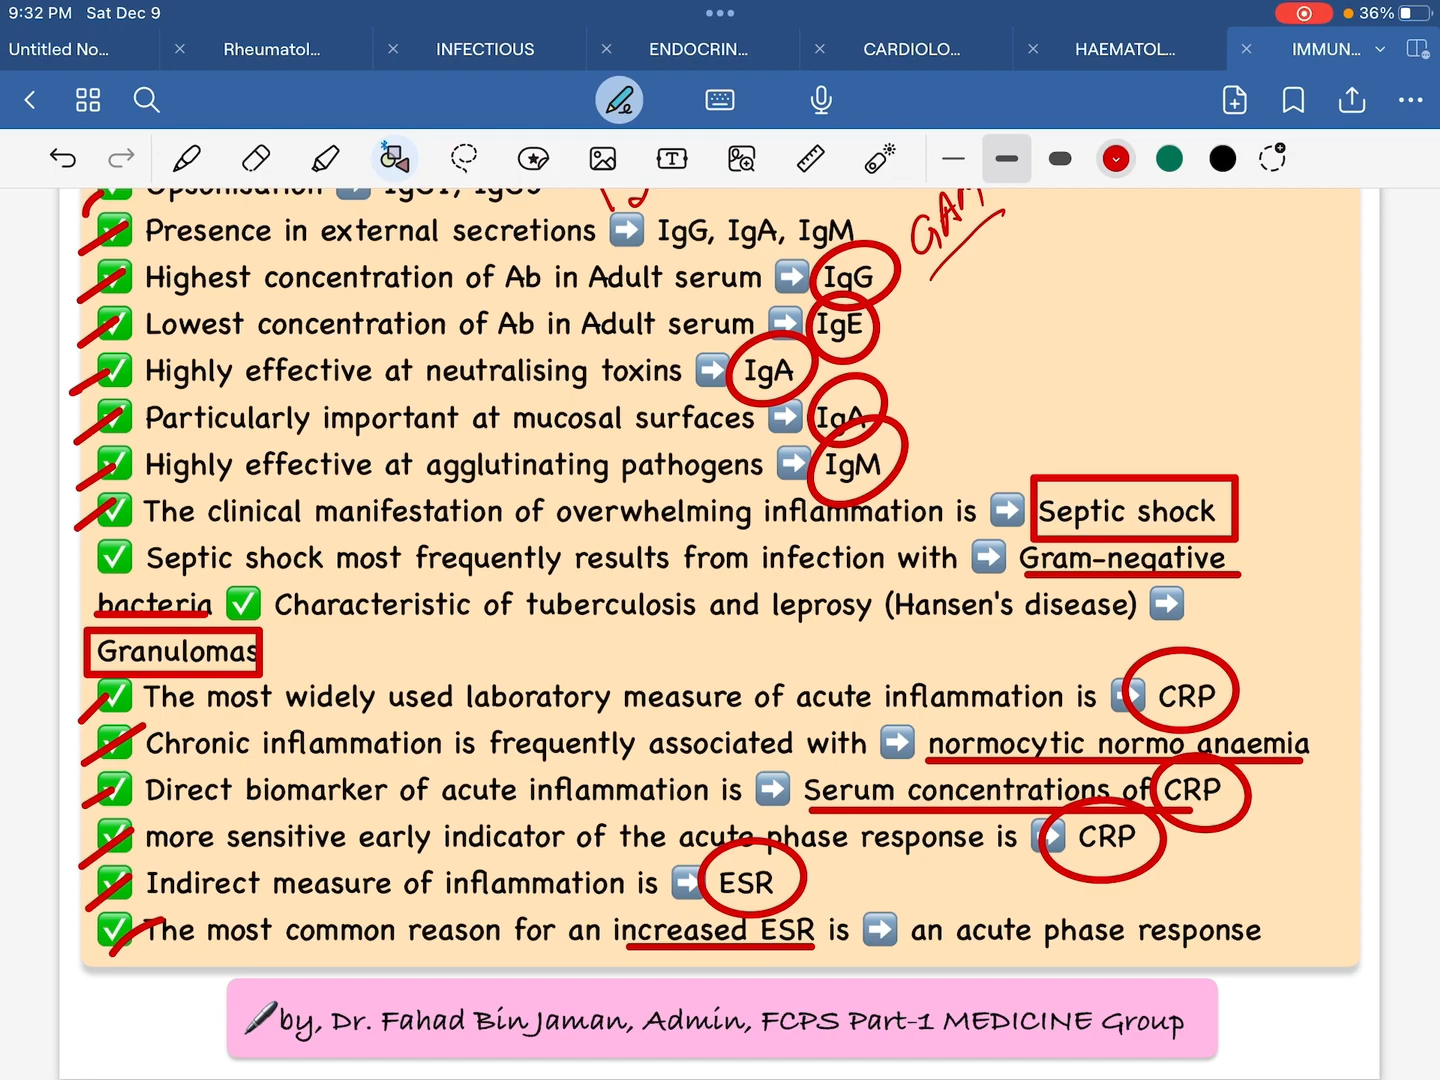 9:32 PM Sat Dec 9 36%
Untitled No... Rheumatol... INFECTIOUS ENDOCRIN... CARDIOLO... HAEMATOL... IMMUN...
Opsonisation ➡ IgG1, IgG3
GAM
✅ Presence in external secretions ➡ IgG, IgA, IgM
✅ Highest concentration of Ab in Adult serum ➡ IgG
✅ Lowest concentration of Ab in Adult serum ➡ IgE
✅ Highly effective at neutralising toxins ➡ IgA
✅ Particularly important at mucosal surfaces ➡ IgA
✅ Highly effective at agglutinating pathogens ➡ IgM
✅ The clinical manifestation of overwhelming inflammation is ➡ Septic shock
✅ Septic shock most frequently results from infection with ➡ Gram-negative
bacteria ✅ Characteristic of tuberculosis and leprosy (Hansen's disease) ➡
Granulomas
✅ The most widely used laboratory measure of acute inflammation is ➡ CRP
✅ Chronic inflammation is frequently associated with ➡ normocytic normo anaemia
✅ Direct biomarker of acute inflammation is ➡ Serum concentrations of CRP
✅ more sensitive early indicator of the acute phase response is ➡ CRP
✅ Indirect measure of inflammation is ➡ ESR
✅ The most common reason for an increased ESR is ➡ an acute phase response
by, Dr. Fahad Bin Jaman, Admin, FCPS Part-1 MEDICINE Group